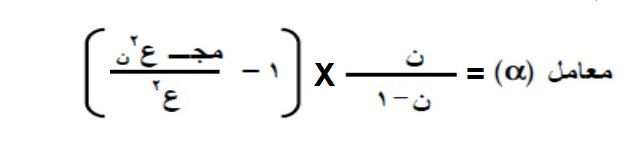 معامل (α) = ن / ن - ١ X (١ - مجـ ع٢ن / ع٢)